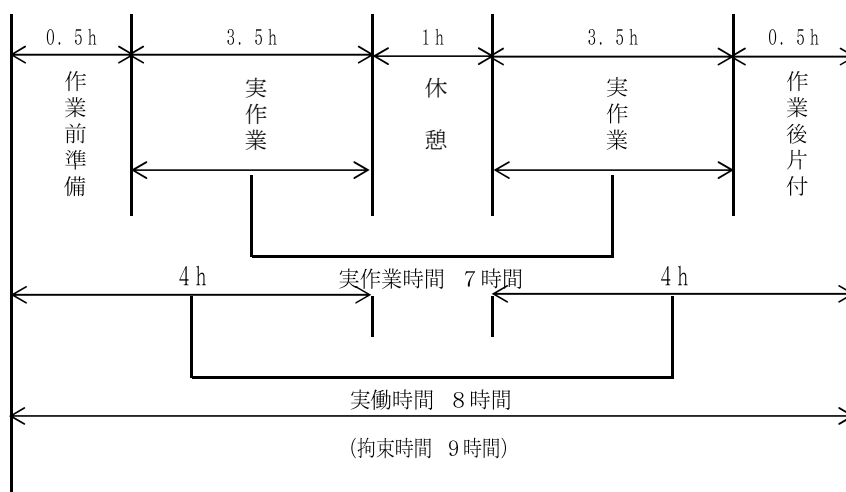 0.5h 3.5h 1h 3.5h 0.5h
作業前準備
実作業
休憩
実作業
作業後片付
実作業時間 ７時間
4h 4h
実働時間 ８時間
(拘束時間 ９時間)